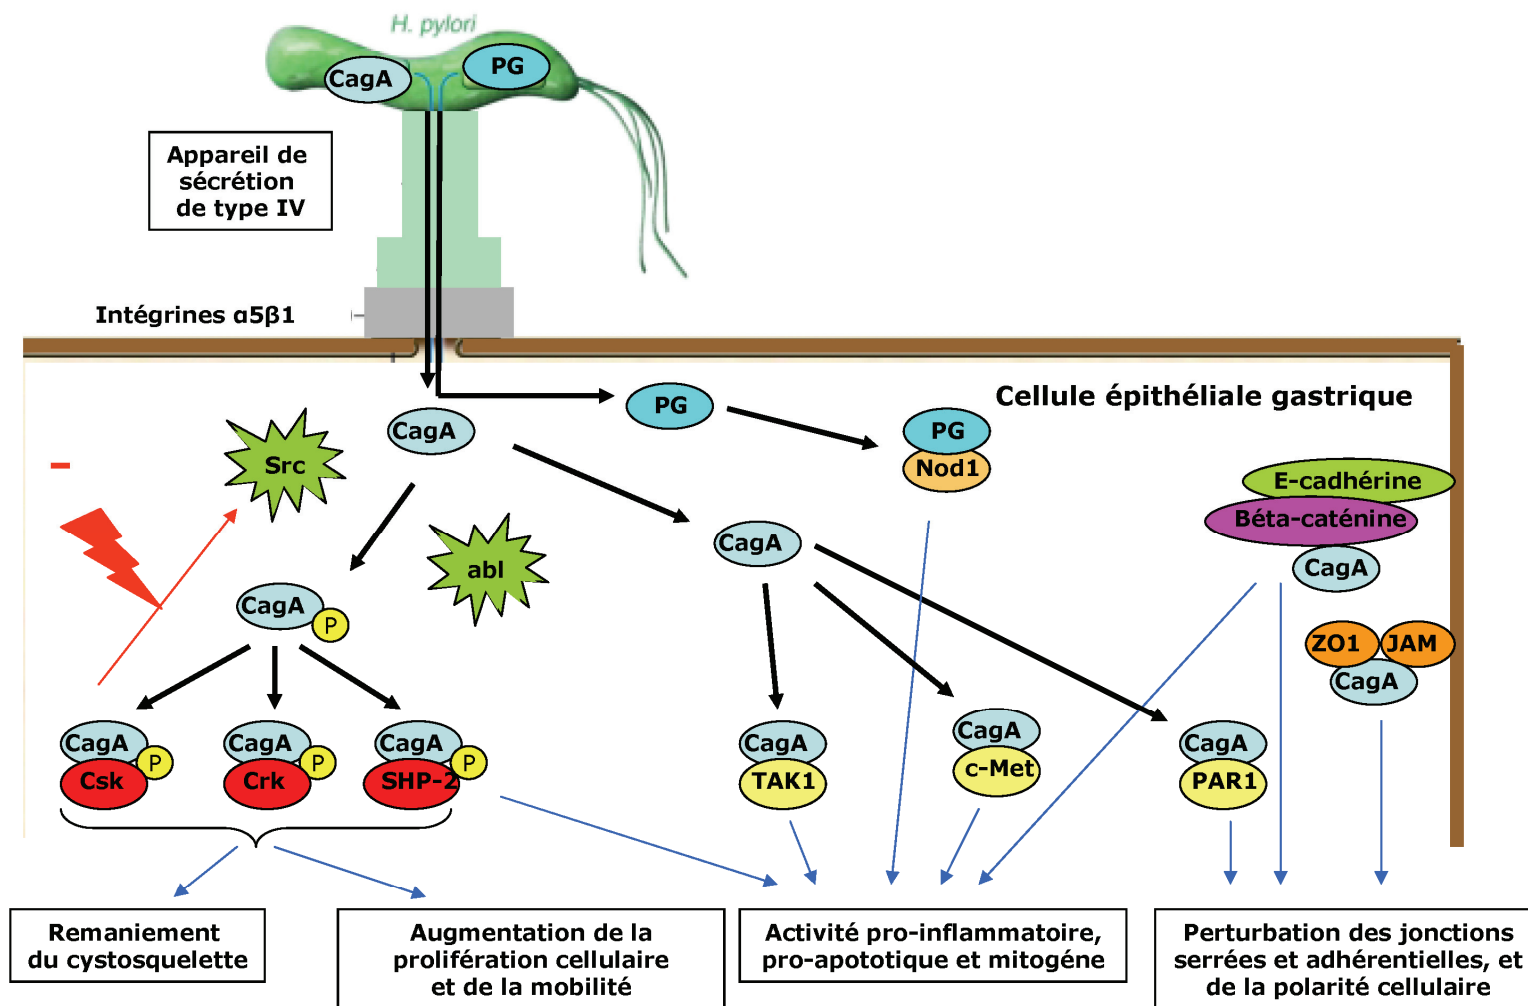 H. pylori
CagA
PG
Appareil de
sécrétion
de type IV
Intégrines α5β1
Cellule épithéliale gastrique
PG
CagA
PG
Nod1
Src
E-cadhérine
Béta-caténine
CagA
CagA
abl
CagA
P
ZO1
JAM
CagA
CagA
P
Csk
CagA
P
Crk
CagA
P
SHP-2
CagA
TAK1
CagA
c-Met
CagA
PAR1
Remaniement
du cystosquelette
Augmentation de la
prolifération cellulaire
et de la mobilité
Activité pro-inflammatoire,
pro-apototique et mitogéne
Perturbation des jonctions
serrées et adhérentielles, et
de la polarité cellulaire